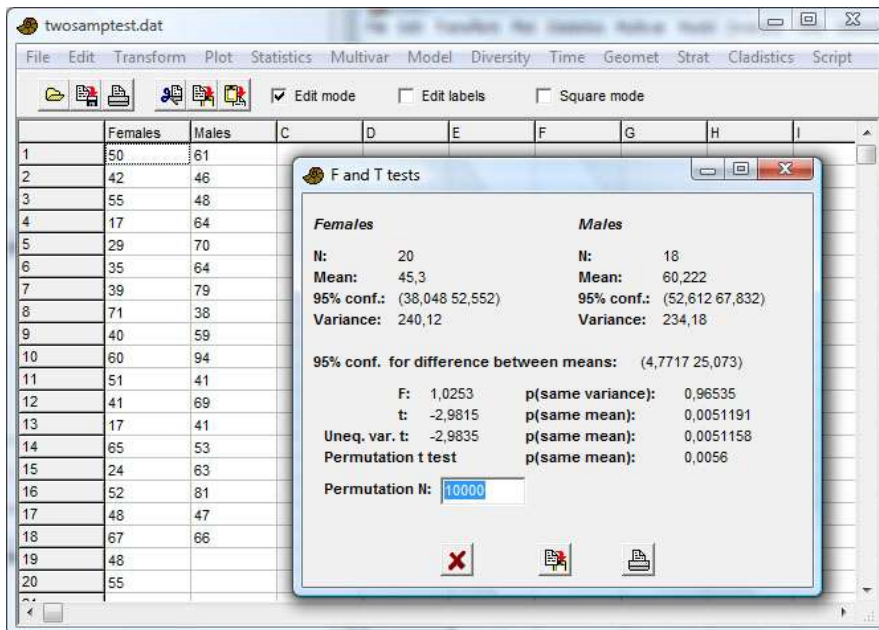 twosamptest.dat
File Edit Transform Plot Statistics Multivar Model Diversity Time Geomet Strat Cladistics Script
Edit mode Edit labels Square mode
Females Males C D E F G H I
1 50 61
2 42 46
3 55 48
4 17 64
5 29 70
6 35 64
7 39 79
8 71 38
9 40 59
10 60 94
11 51 41
12 41 69
13 17 41
14 65 53
15 24 63
16 52 81
17 48 47
18 67 66
19 48
20 55
F and T tests
Females Males
N: 20 N: 18
Mean: 45,3 Mean: 60,222
95% conf.: (38,048 52,552) 95% conf.: (52,612 67,832)
Variance: 240,12 Variance: 234,18
95% conf. for difference between means: (4,7717 25,073)
F: 1,0253 p(same variance): 0,96535
t: -2,9815 p(same mean): 0,0051191
Uneq. var. t: -2,9835 p(same mean): 0,0051158
Permutation t test p(same mean): 0,0056
Permutation N: 10000